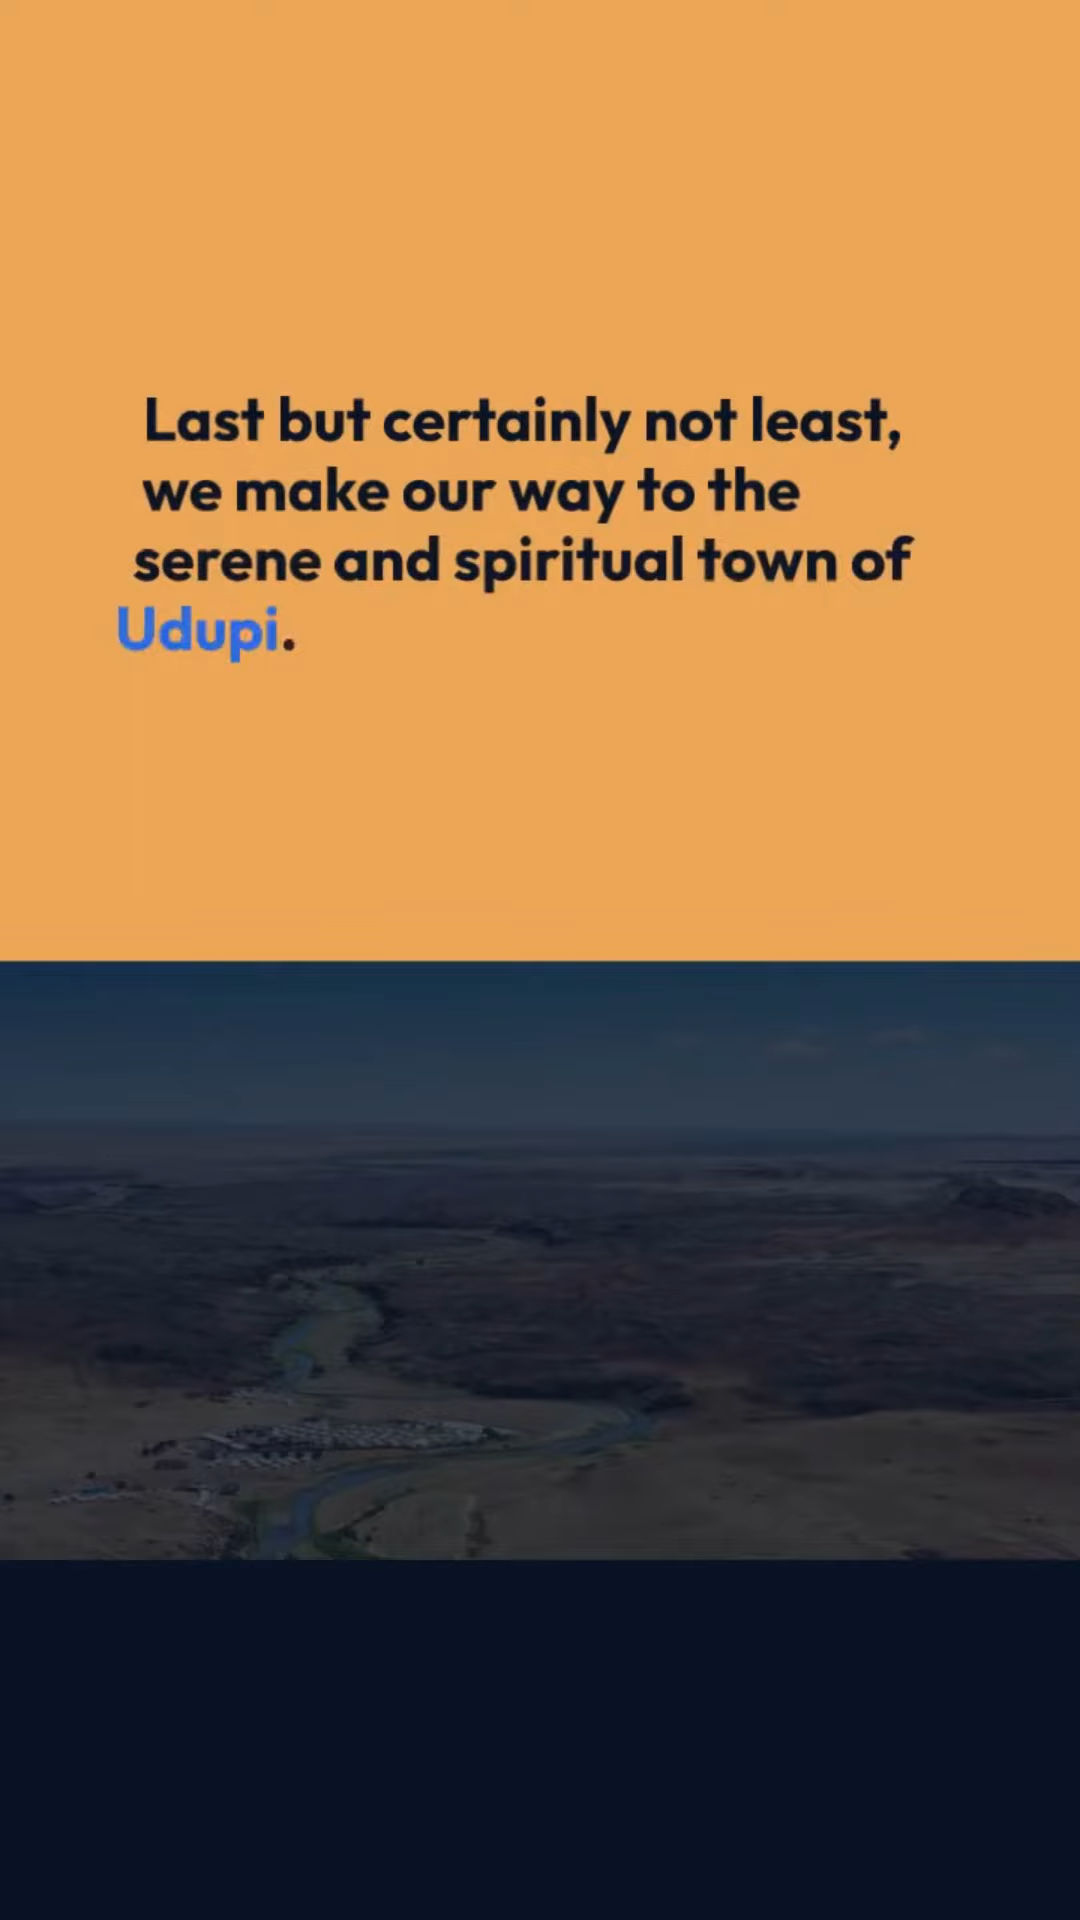 Last but certainly not least,
we make our way to the
serene and spiritual town of
Udupi.